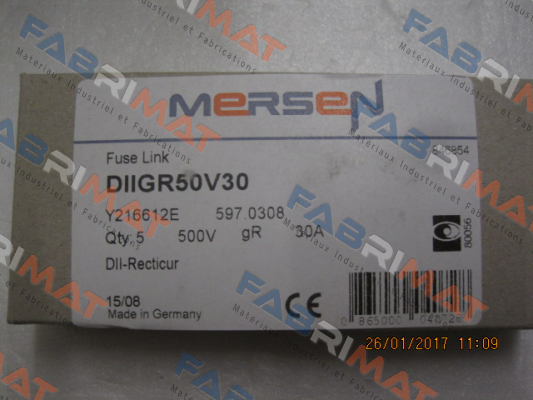 MERSEN
Fuse Link
DIIGR50V30
Y216612E 597.0308
Qty 5 500V gR 30A
DII-Recticur
15/08
Made in Germany
CE
80056
26/01/2017 11:09
FABRIMAT
Matériaux Industriel et Fabrications